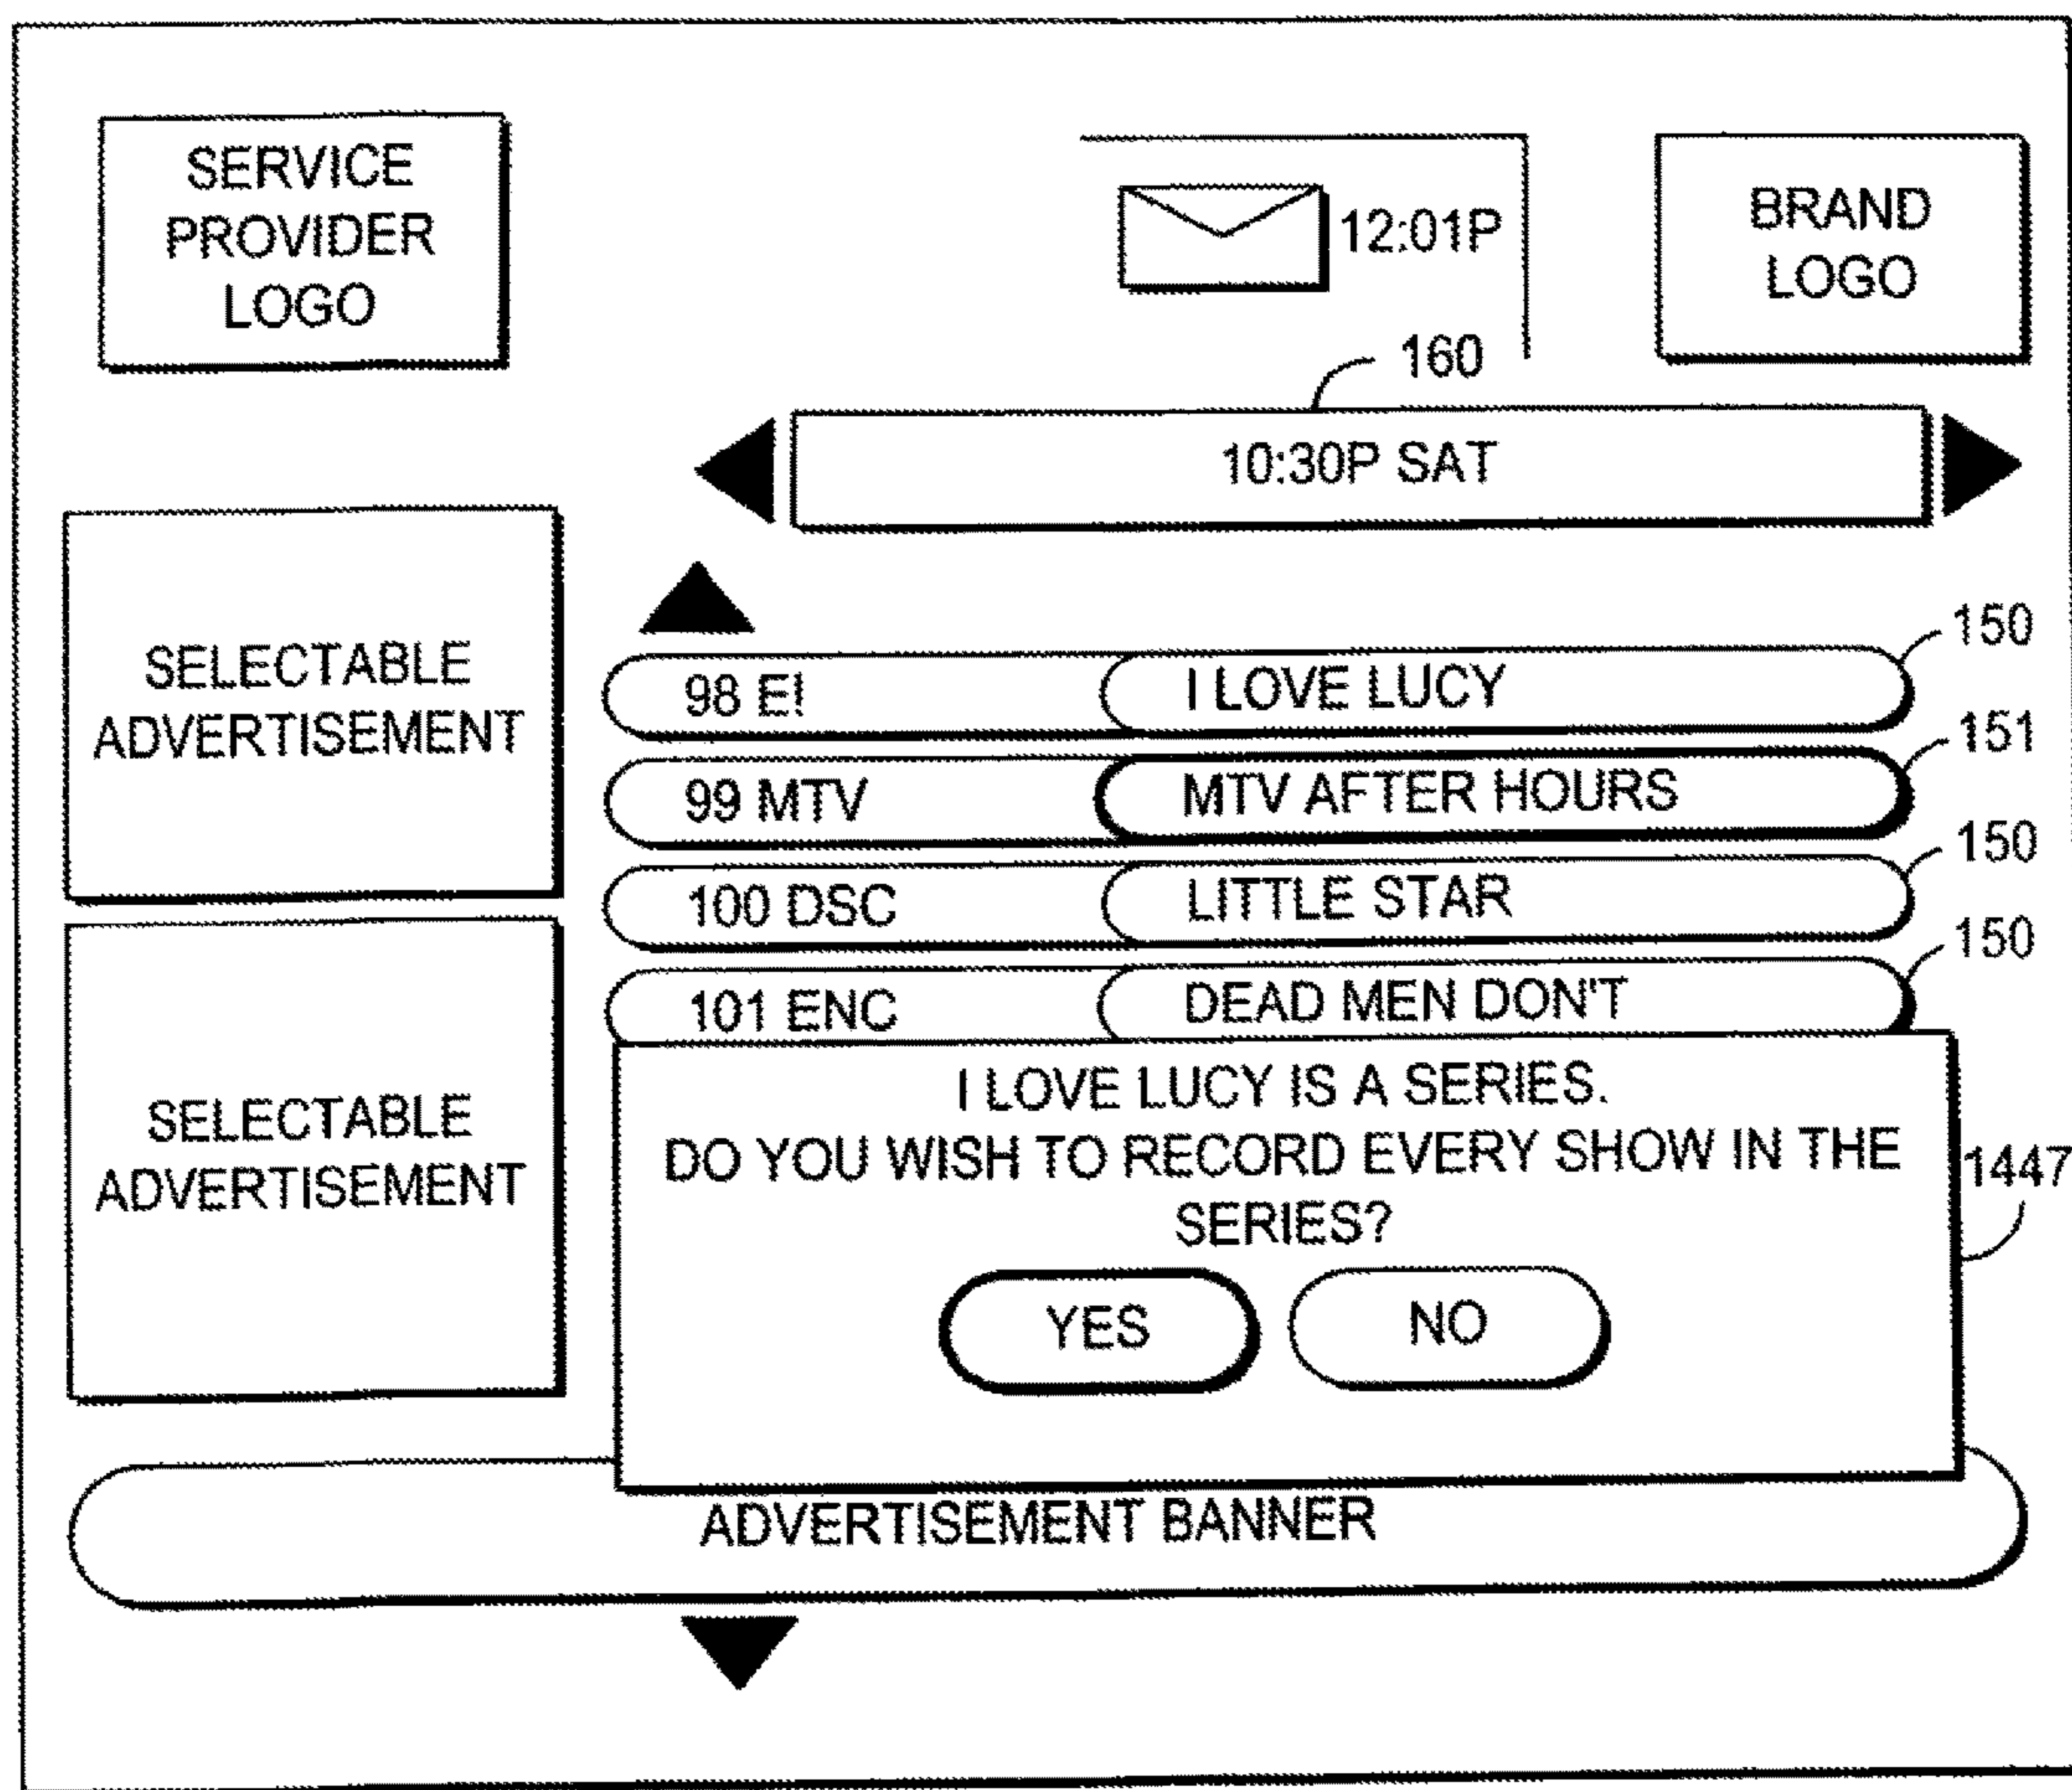 SERVICE
PROVIDER
LOGO
12:01P
BRAND
LOGO
160
10:30P SAT
SELECTABLE
ADVERTISEMENT
150
98 E! I LOVE LUCY
151
99 MTV MTV AFTER HOURS
150
100 DSC LITTLE STAR
150
101 ENC DEAD MEN DON'T
SELECTABLE
ADVERTISEMENT
I LOVE LUCY IS A SERIES.
DO YOU WISH TO RECORD EVERY SHOW IN THE
SERIES?
1447
YES NO
ADVERTISEMENT BANNER